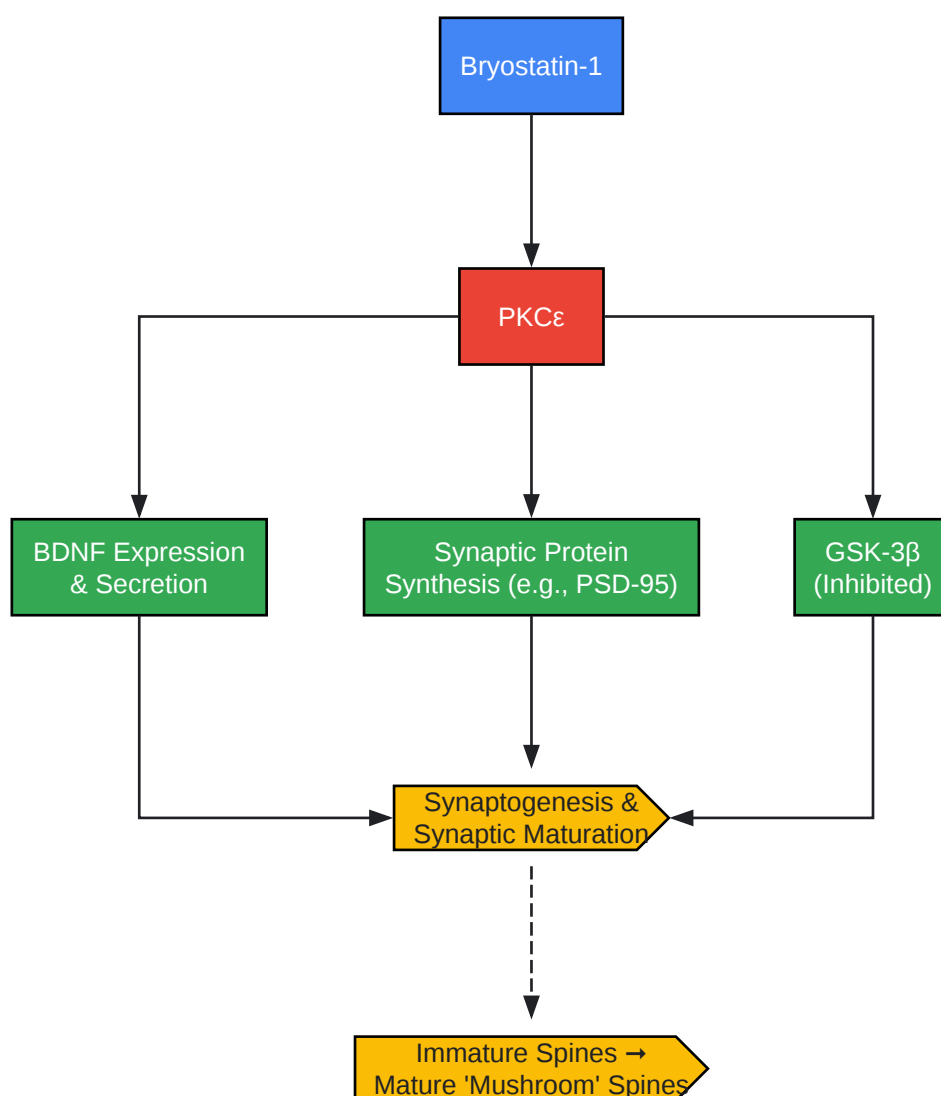 Bryostatin-1
PKCε
BDNF Expression
& Secretion
Synaptic Protein
Synthesis (e.g., PSD-95)
GSK-3β
(Inhibited)
Synaptogenesis &
Synaptic Maturation
Immature Spines ➞
Mature 'Mushroom' Spines